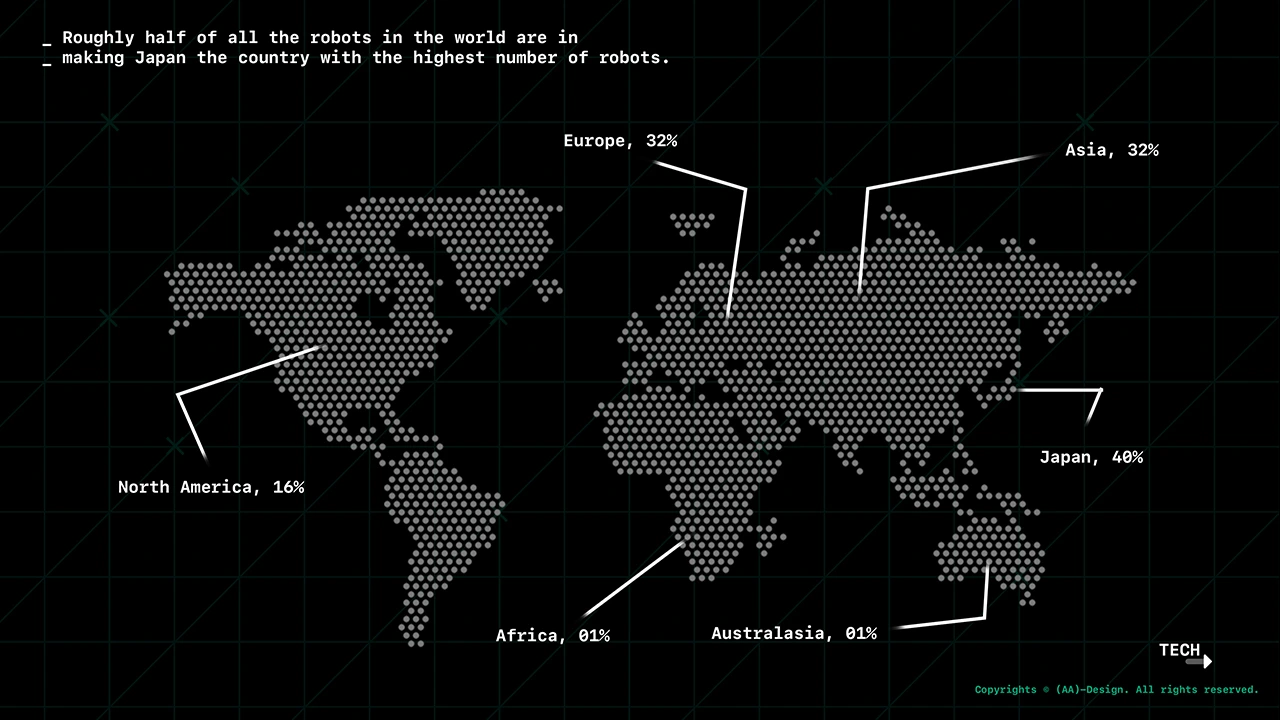 _ Roughly half of all the robots in the world are in
_ making Japan the country with the highest number of robots.
Europe, 32%
Asia, 32%
Japan, 40%
North America, 16%
Africa, 01%
Australasia, 01%
TECH
Copyrights © (AA)-Design. All rights reserved.